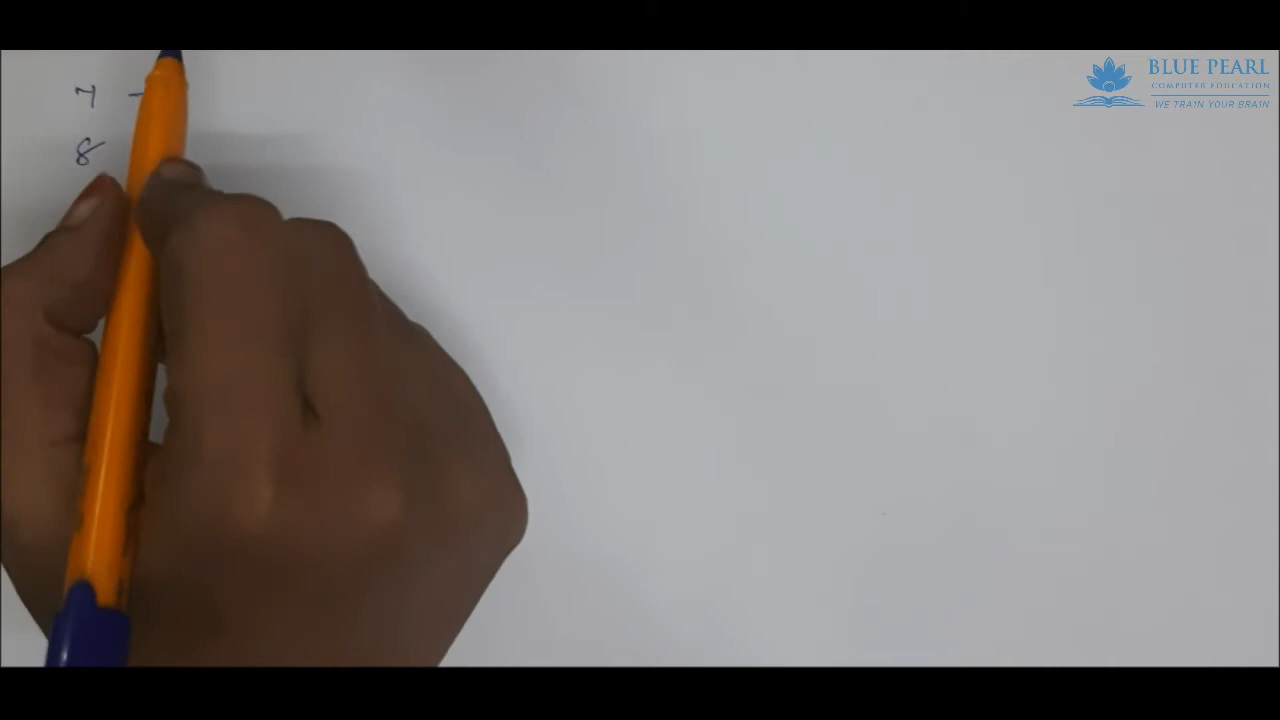 7 -
8
BLUE PEARL
COMPUTER EDUCATION
WE TRAIN YOUR BRAIN